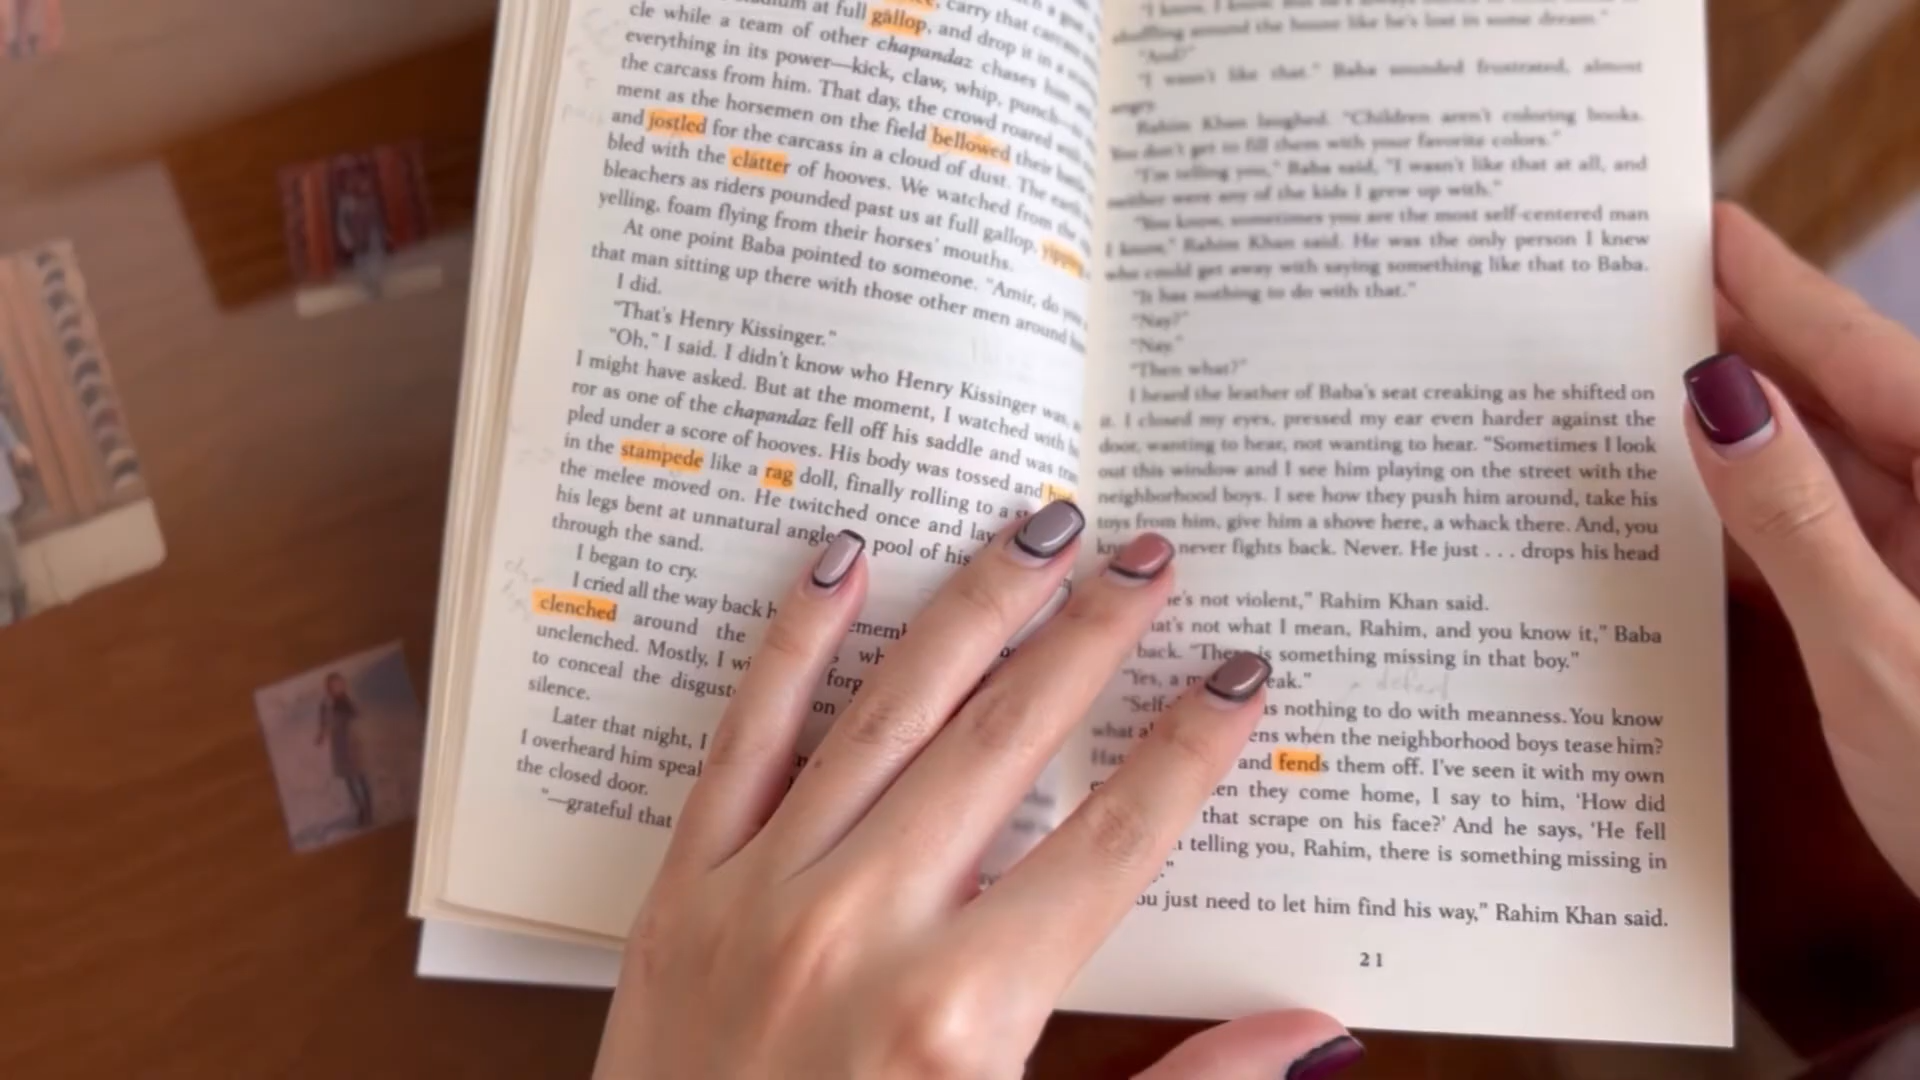 carry that
at full gallop, and drop it in a
cle while a team of other chapandaz chases him
everything in its power—kick, claw, whip, punch—
the carcass from him. That day, the crowd roared with
ment as the horsemen on the field bellowed their
and jostled for the carcass in a cloud of dust. The earth
bled with the clatter of hooves. We watched from the
bleachers as riders pounded past us at full gallop,
yelling, foam flying from their horses' mouths.
At one point Baba pointed to someone. "Amir, do you
that man sitting up there with those other men around
I did.
"That's Henry Kissinger."
"Oh," I said. I didn't know who Henry Kissinger was,
I might have asked. But at the moment, I watched with
ror as one of the chapandaz fell off his saddle and was
pled under a score of hooves. His body was tossed and
in the stampede like a rag doll, finally rolling to a
the melee moved on. He twitched once and lay
his legs bent at unnatural pool of his
through the sand.
I began to cry.
I cried all the way back
clenched around the
unclenched. Mostly, I
to conceal the on
silence.
Later that night, I
I overheard him
the closed door.
"—grateful that
shuffling around the house like he's lost in some dream."
"And?"
"I wasn't like that." Baba sounded frustrated, almost
angry.
Rahim Khan laughed. "Children aren't coloring books.
You don't get to fill them with your favorite colors."
"I'm telling you," Baba said, "I wasn't like that at all, and
neither were any of the kids I grew up with."
"You know, sometimes you are the most self-centered man
I know," Rahim Khan said. He was the only person I knew
who could get away with saying something like that to Baba.
"It has nothing to do with that."
"Nay?"
"Nay."
"Then what?"
I heard the leather of Baba's seat creaking as he shifted on
it. I closed my eyes, pressed my ear even harder against the
door, wanting to hear, not wanting to hear. "Sometimes I look
out this window and I see him playing on the street with the
neighborhood boys. I see how they push him around, take his
toys from him, give him a shove here, a whack there. And, you
never fights back. Never. He just . . . drops his head
not violent," Rahim Khan said.
not what I mean, Rahim, and you know it," Baba
back. "There is something missing in that boy."
"Yes, a
nothing to do with meanness. You know
what when the neighborhood boys tease him?
and fends them off. I've seen it with my own
they come home, I say to him, 'How did
that scrape on his face?' And he says, 'He fell
telling you, Rahim, there is something missing in
just need to let him find his way," Rahim Khan said.
21